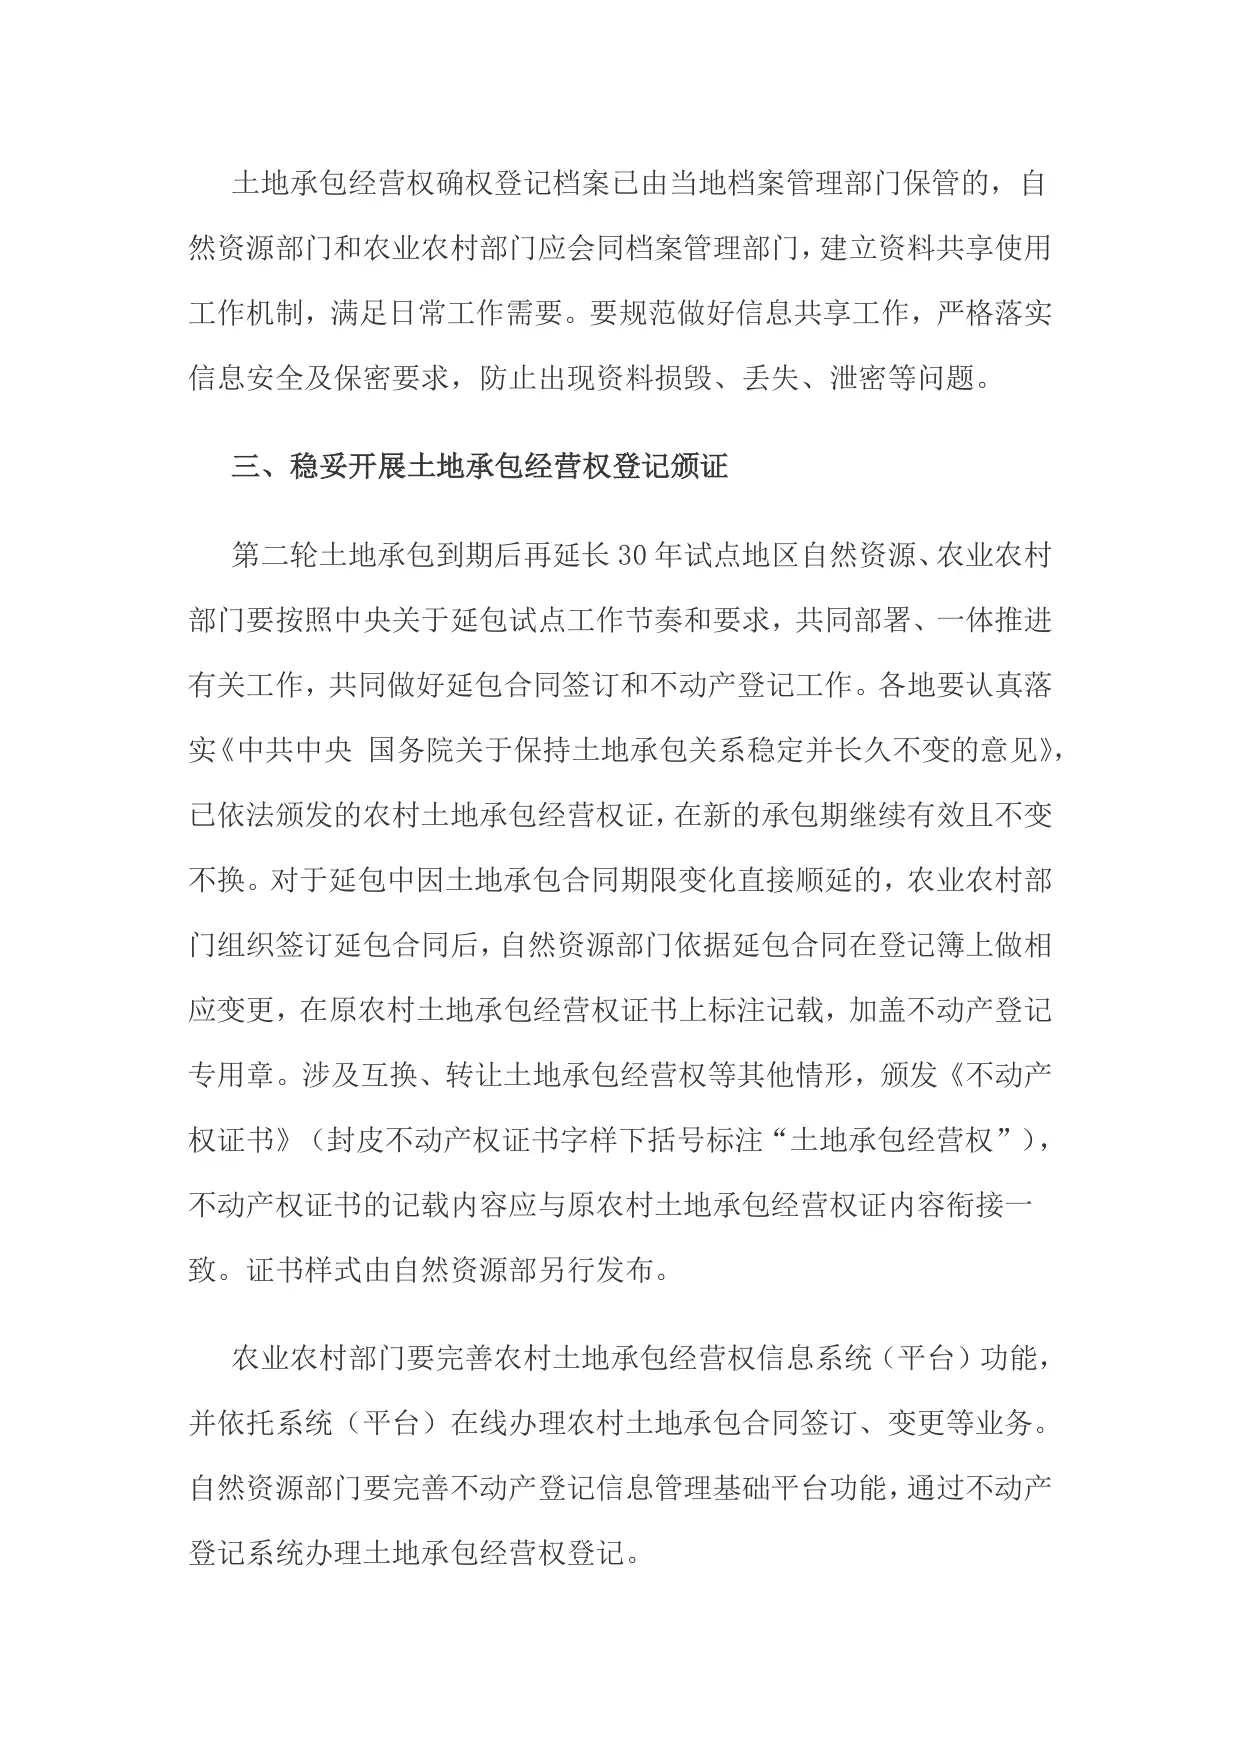 土地承包经营权确权登记档案已由当地档案管理部门保管的，自
然资源部门和农业农村部门应会同档案管理部门，建立资料共享使用
工作机制，满足日常工作需要。要规范做好信息共享工作，严格落实
信息安全及保密要求，防止出现资料损毁、丢失、泄密等问题。
三、稳妥开展土地承包经营权登记颁证
第二轮土地承包到期后再延长 30 年试点地区自然资源、农业农村
部门要按照中央关于延包试点工作节奏和要求，共同部署、一体推进
有关工作，共同做好延包合同签订和不动产登记工作。各地要认真落
实《中共中央 国务院关于保持土地承包关系稳定并长久不变的意见》，
已依法颁发的农村土地承包经营权证，在新的承包期继续有效且不变
不换。对于延包中因土地承包合同期限变化直接顺延的，农业农村部
门组织签订延包合同后，自然资源部门依据延包合同在登记簿上做相
应变更，在原农村土地承包经营权证书上标注记载，加盖不动产登记
专用章。涉及互换、转让土地承包经营权等其他情形，颁发《不动产
权证书》（封皮不动产权证书字样下括号标注“土地承包经营权”），
不动产权证书的记载内容应与原农村土地承包经营权证内容衔接一
致。证书样式由自然资源部另行发布。
农业农村部门要完善农村土地承包经营权信息系统（平台）功能，
并依托系统（平台）在线办理农村土地承包合同签订、变更等业务。
自然资源部门要完善不动产登记信息管理基础平台功能，通过不动产
登记系统办理土地承包经营权登记。